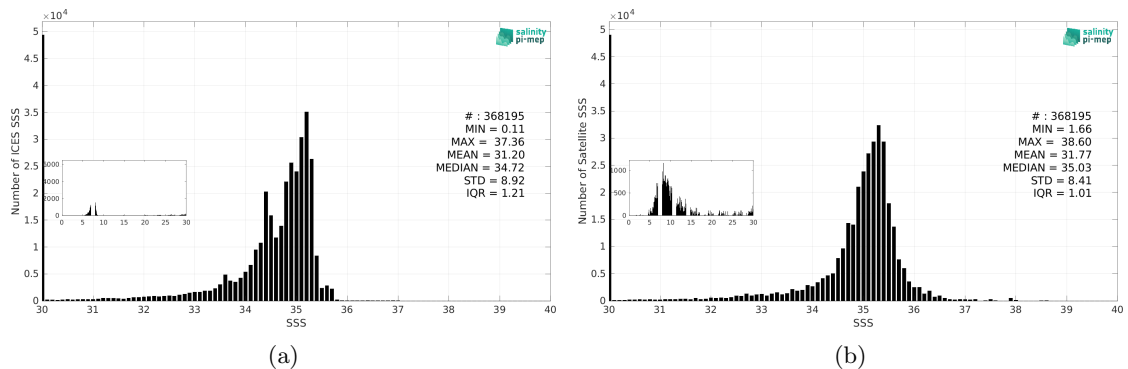 ×10⁴
5
4.5
4
3.5
3
2.5
2
1.5
1
0.5
0
Number of ICES SSS
salinity
pi-mep
# : 368195
MIN = 0.11
MAX = 37.36
MEAN = 31.20
MEDIAN = 34.72
STD = 8.92
IQR = 1.21
6000
4000
2000
0
0 5 10 15 20 25 30
30 31 32 33 34 35 36 37 38 39 40
SSS
(a)
×10⁴
5
4.5
4
3.5
3
2.5
2
1.5
1
0.5
0
Number of Satellite SSS
salinity
pi-mep
# : 368195
MIN = 1.66
MAX = 38.60
MEAN = 31.77
MEDIAN = 35.03
STD = 8.41
IQR = 1.01
1000
500
0
0 5 10 15 20 25 30
30 31 32 33 34 35 36 37 38 39 40
SSS
(b)